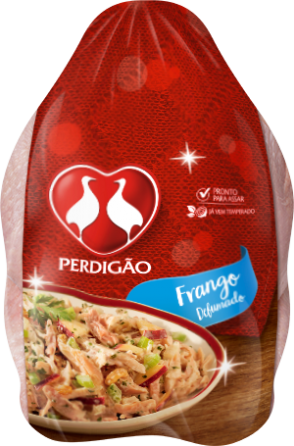 PERDIGÃO
PRONTO
PARA ASSAR
JÁ VEM TEMPERADO
Frango
Defumado